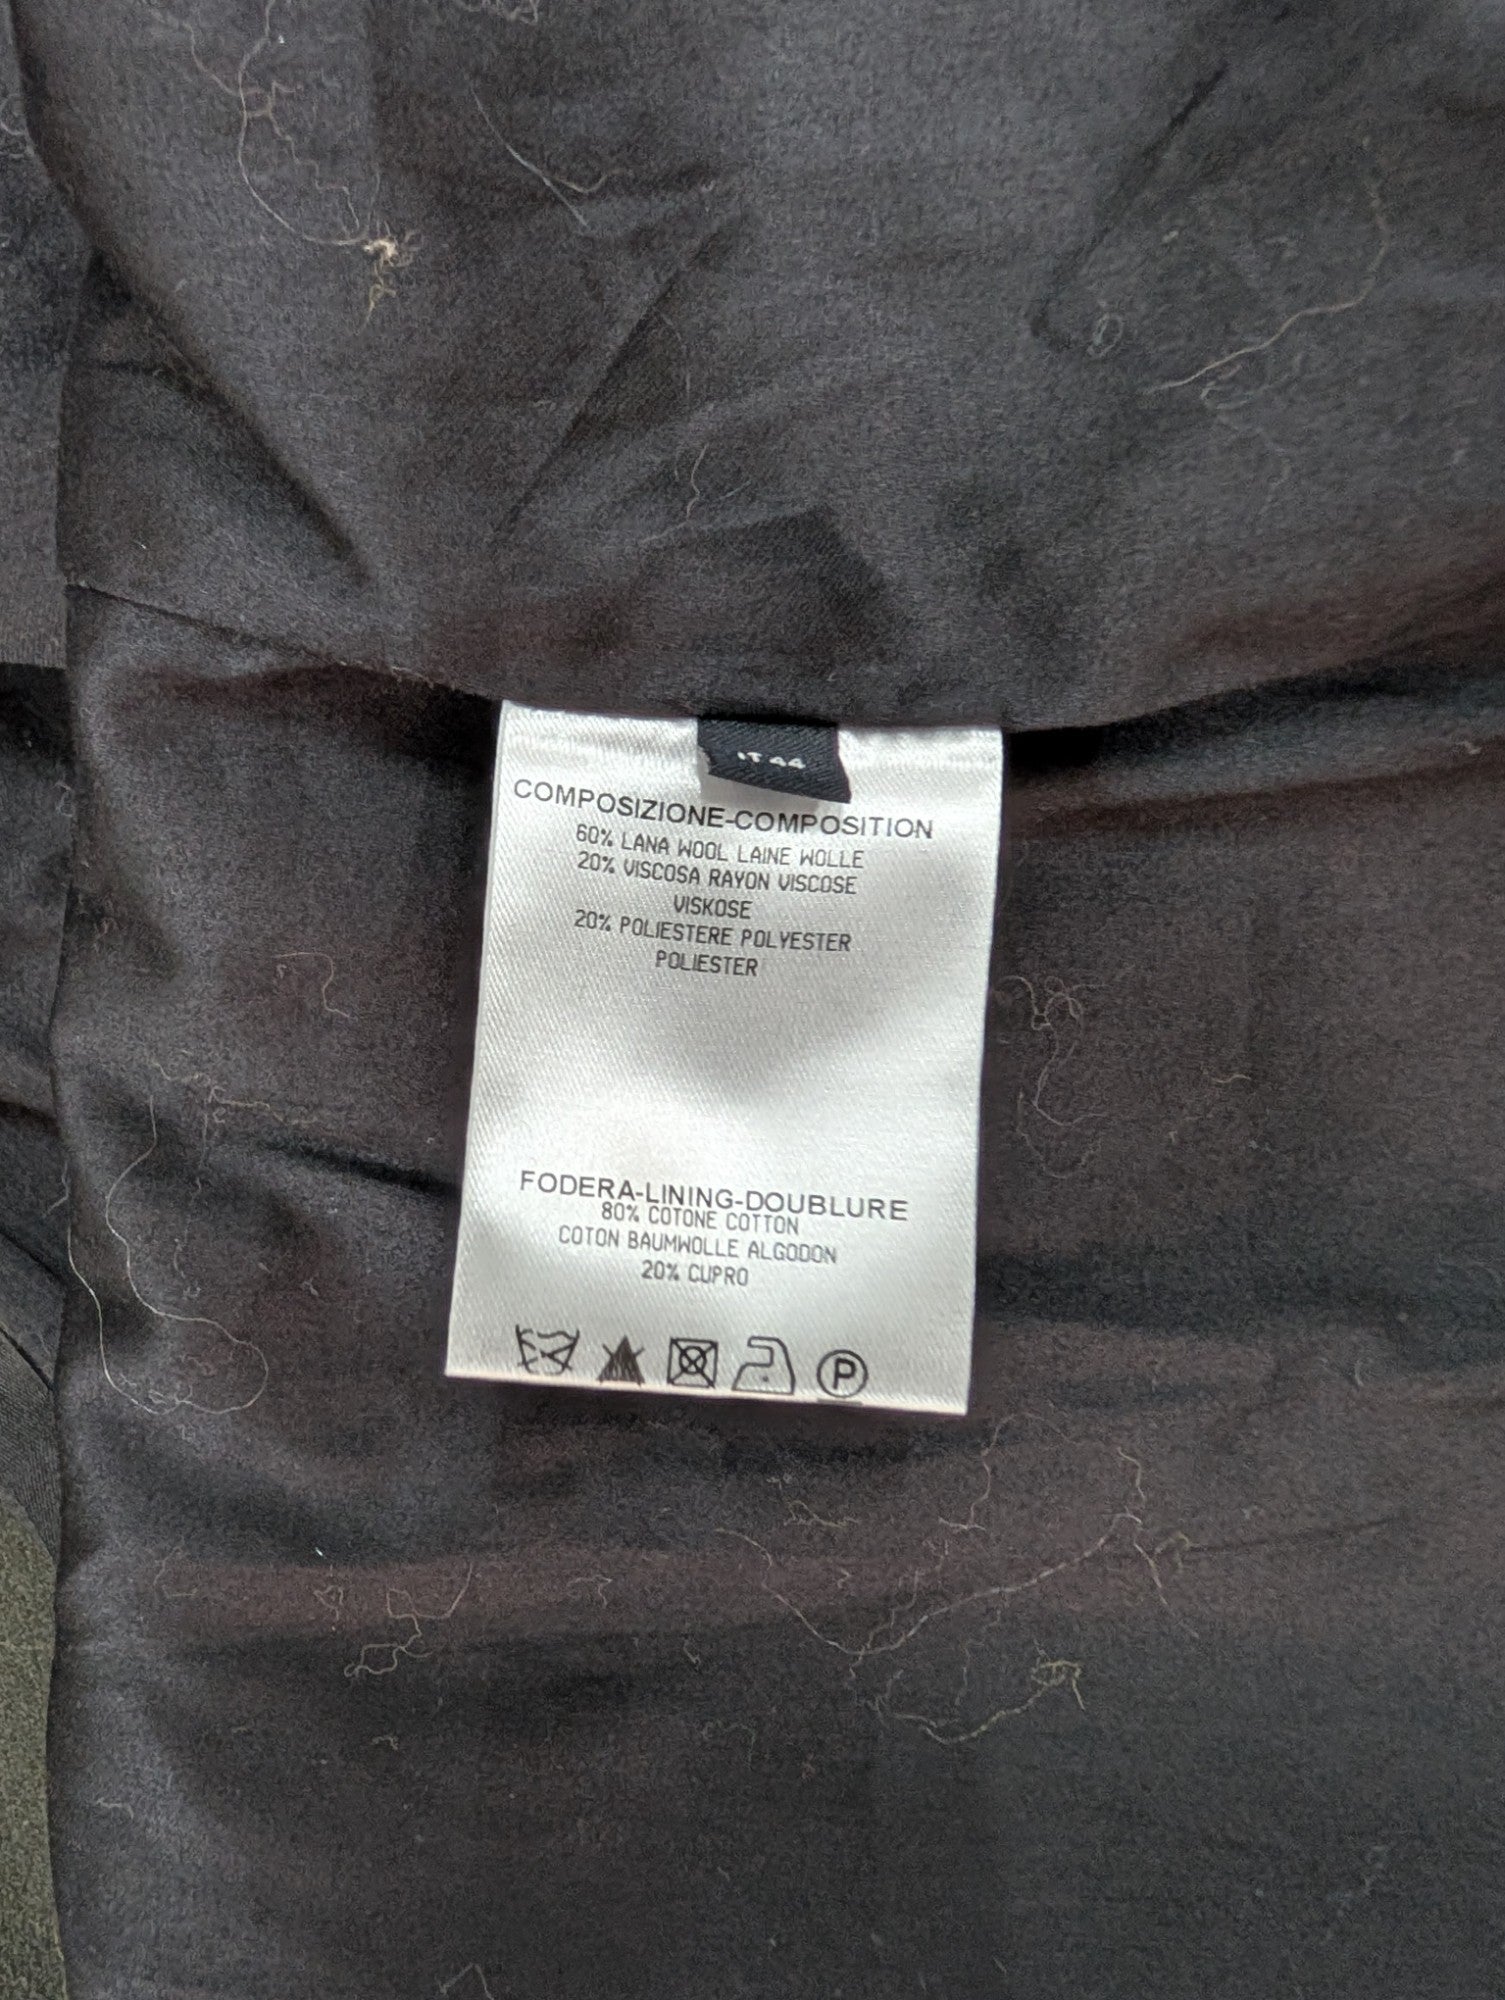 IT 44
COMPOSIZIONE-COMPOSITION
60% LANA WOOL LAINE WOLLE
20% VISCOSA RAYON VISCOSE
VISKOSE
20% POLIESTERE POLYESTER
POLIESTER
FODERA-LINING-DOUBLURE
80% COTONE COTTON
COTON BAUMWOLLE ALGODON
20% CUPRO
P